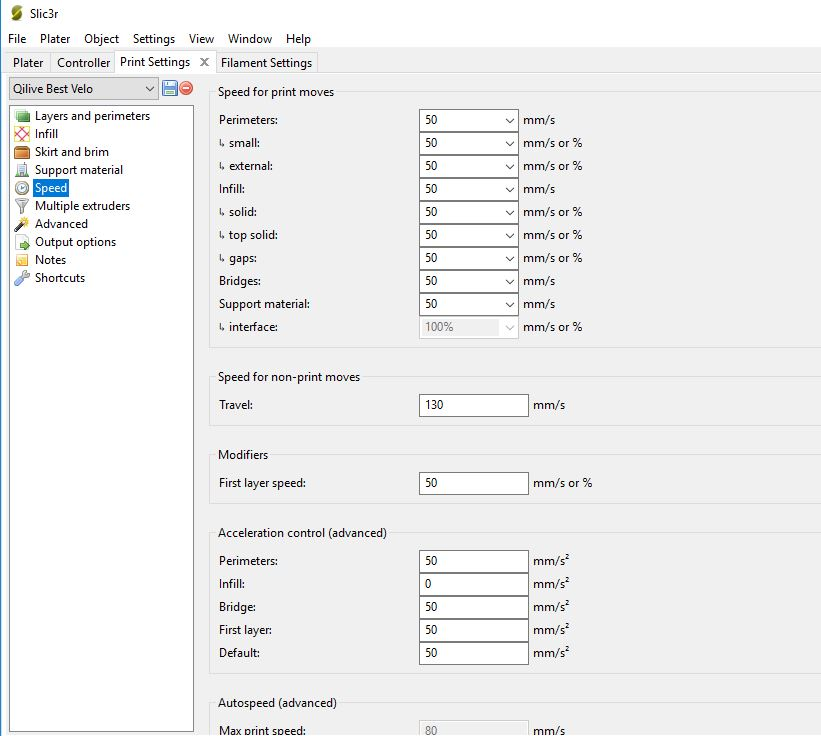 Slic3r
File Plater Object Settings View Window Help
Plater Controller Print Settings X Filament Settings
Qilive Best Velo
Layers and perimeters
Infill
Skirt and brim
Support material
Speed
Multiple extruders
Advanced
Output options
Notes
Shortcuts
Speed for print moves
Perimeters: 50 mm/s
↳ small: 50 mm/s or %
↳ external: 50 mm/s or %
Infill: 50 mm/s
↳ solid: 50 mm/s or %
↳ top solid: 50 mm/s or %
↳ gaps: 50 mm/s or %
Bridges: 50 mm/s
Support material: 50 mm/s
↳ interface: 100% mm/s or %
Speed for non-print moves
Travel: 130 mm/s
Modifiers
First layer speed: 50 mm/s or %
Acceleration control (advanced)
Perimeters: 50 mm/s²
Infill: 0 mm/s²
Bridge: 50 mm/s²
First layer: 50 mm/s²
Default: 50 mm/s²
Autospeed (advanced)
Max print speed: 80 mm/s